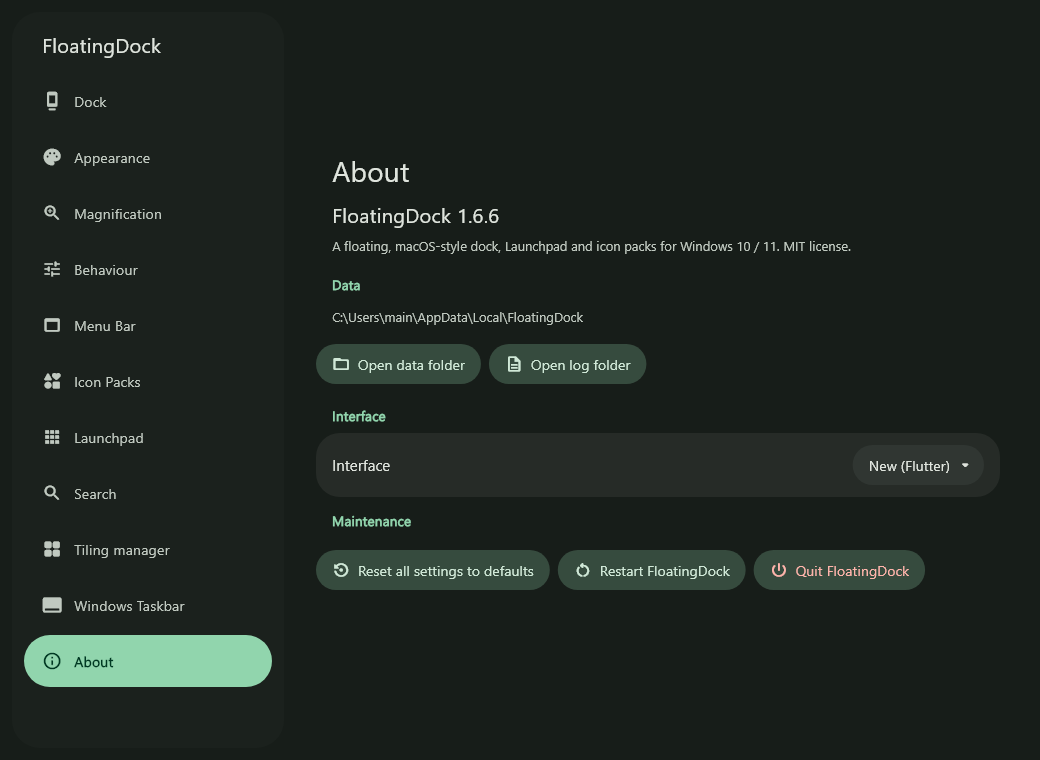 FloatingDock
Dock
Appearance
Magnification
Behaviour
Menu Bar
Icon Packs
Launchpad
Search
Tiling manager
Windows Taskbar
About
About
FloatingDock 1.6.6
A floating, macOS-style dock, Launchpad and icon packs for Windows 10 / 11. MIT license.
Data
C:\Users\main\AppData\Local\FloatingDock
Open data folder
Open log folder
Interface
Interface
New (Flutter)
Maintenance
Reset all settings to defaults
Restart FloatingDock
Quit FloatingDock